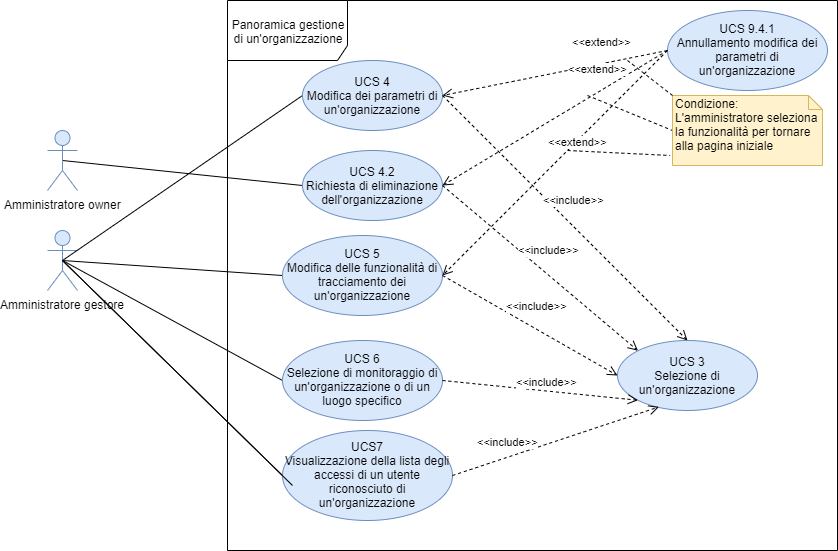 Panoramica gestione
di un'organizzazione
UCS 9.4.1
Annullamento modifica dei
parametri di
un'organizzazione
<<extend>>
<<extend>>
<<extend>>
Condizione:
L'amministratore seleziona
la funzionalità per tornare
alla pagina iniziale
UCS 4
Modifica dei parametri di
un'organizzazione
UCS 4.2
Richiesta di eliminazione
dell'organizzazione
Amministratore owner
Amministratore gestore
UCS 5
Modifica delle funzionalità di
tracciamento dei
un'organizzazione
<<include>>
<<include>>
<<include>>
UCS 6
Selezione di monitoraggio di
un'organizzazione o di un
luogo specifico
<<include>>
UCS 3
Selezione di
un'organizzazione
UCS7
Visualizzazione della lista degli
accessi di un utente
riconosciuto di
un'organizzazione
<<include>>